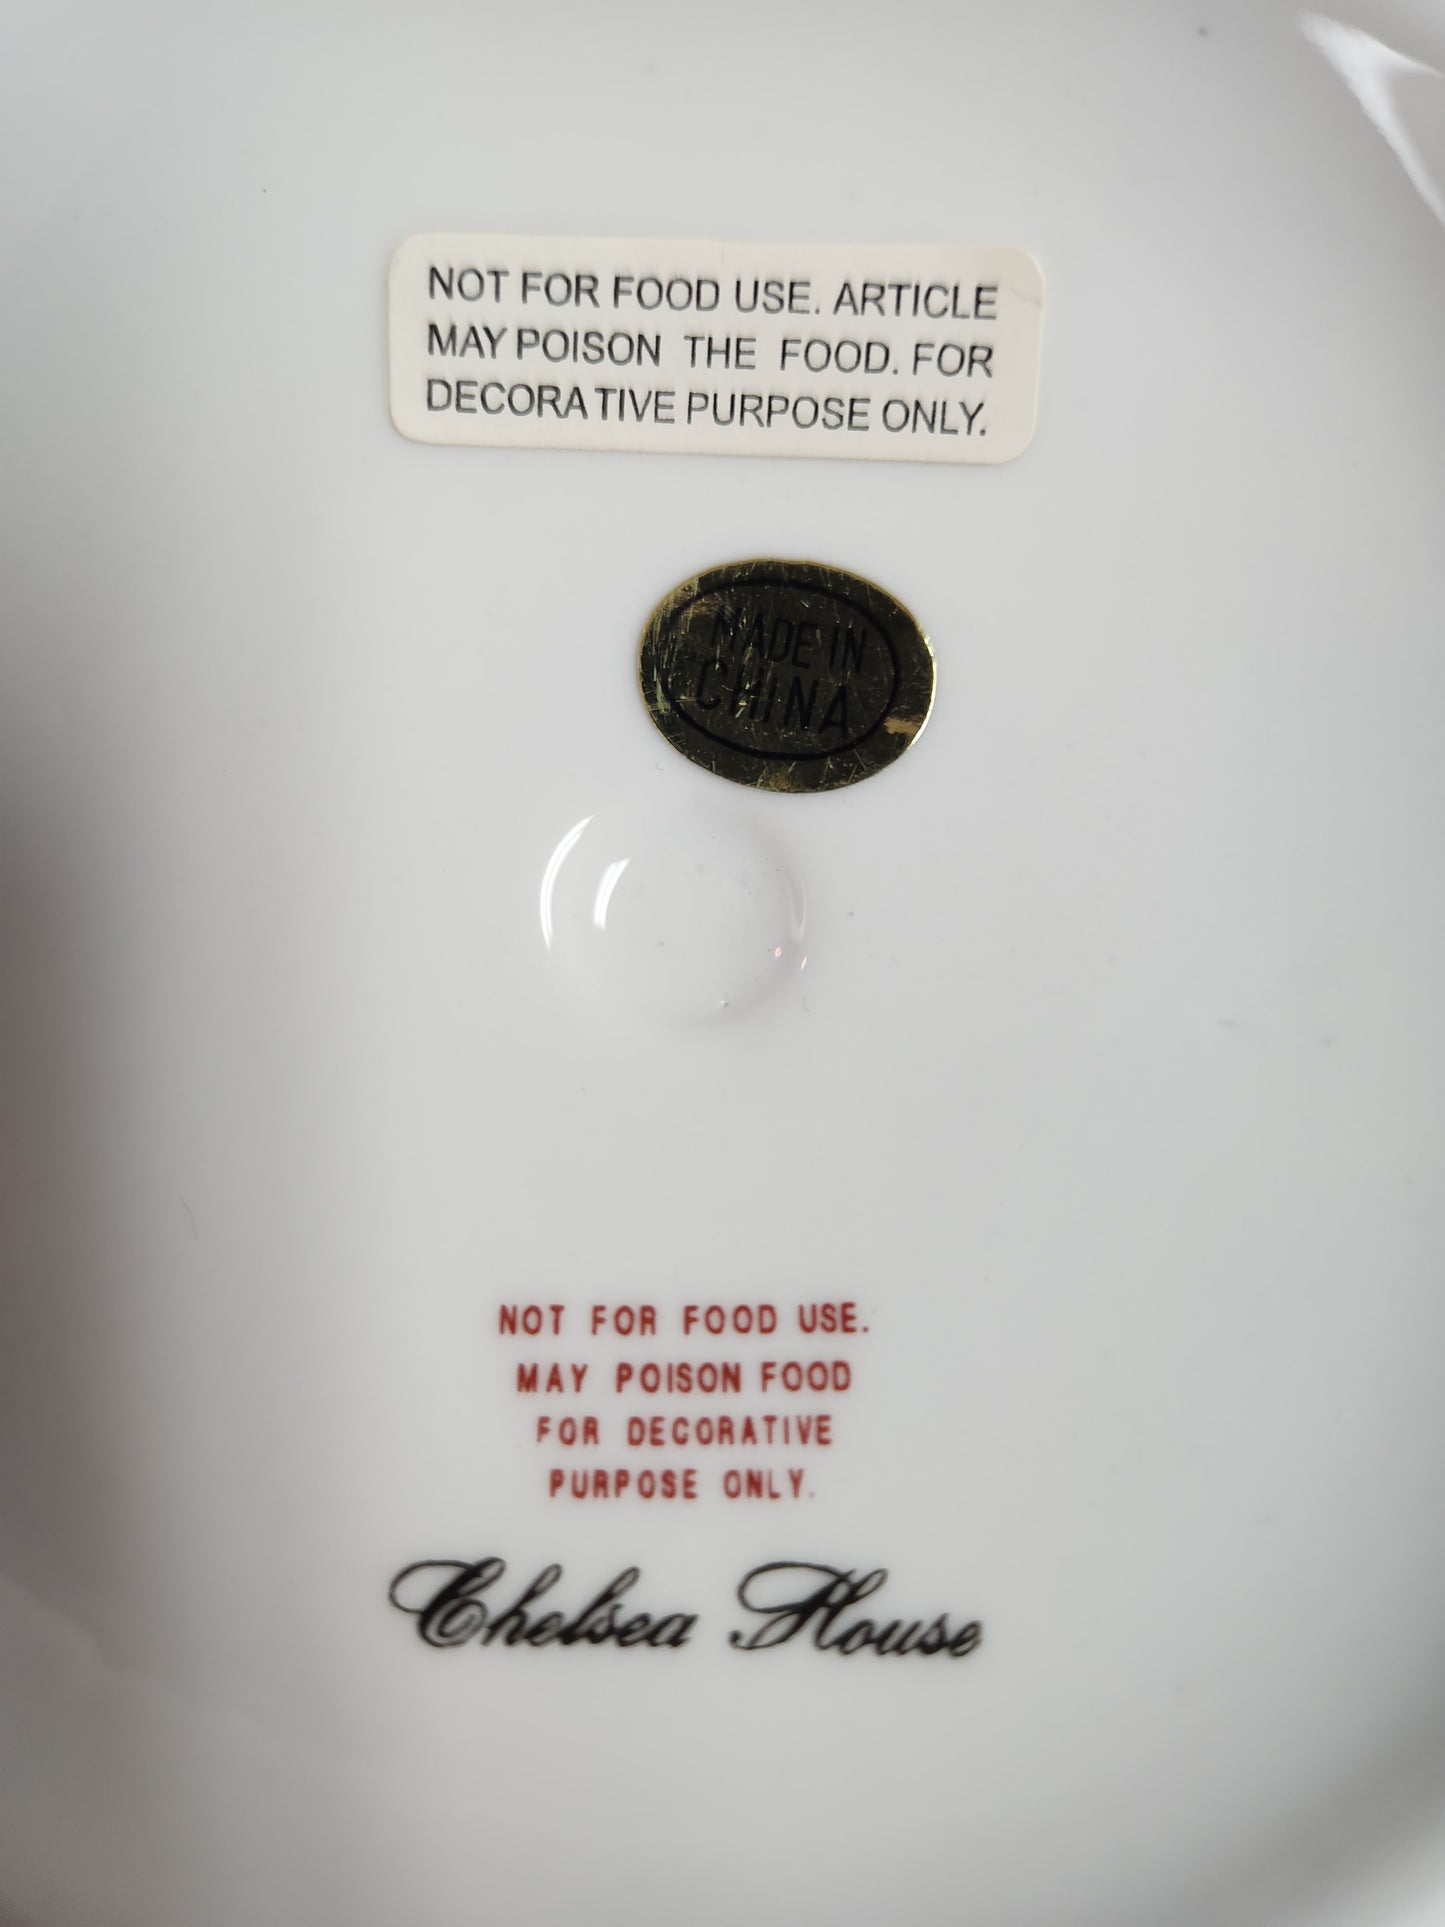 NOT FOR FOOD USE. ARTICLE
MAY POISON THE FOOD. FOR
DECORATIVE PURPOSE ONLY.
MADE IN
CHINA
NOT FOR FOOD USE.
MAY POISON FOOD
FOR DECORATIVE
PURPOSE ONLY.
Chelsea House